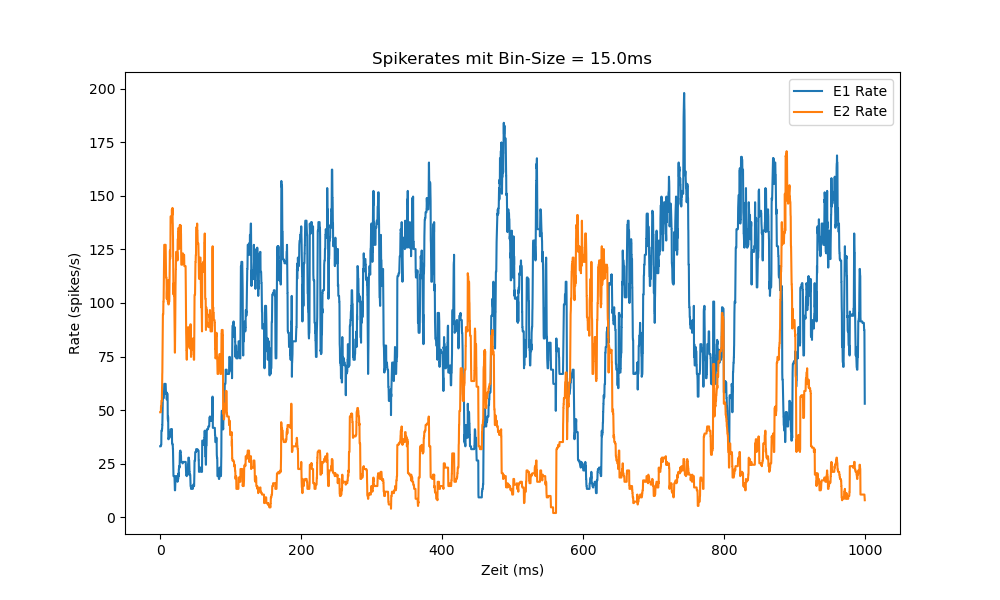 Spikerates mit Bin-Size = 15.0ms
E1 Rate
E2 Rate
Rate (spikes/s)
200
175
150
125
100
75
50
25
0
0 200 400 600 800 1000
Zeit (ms)